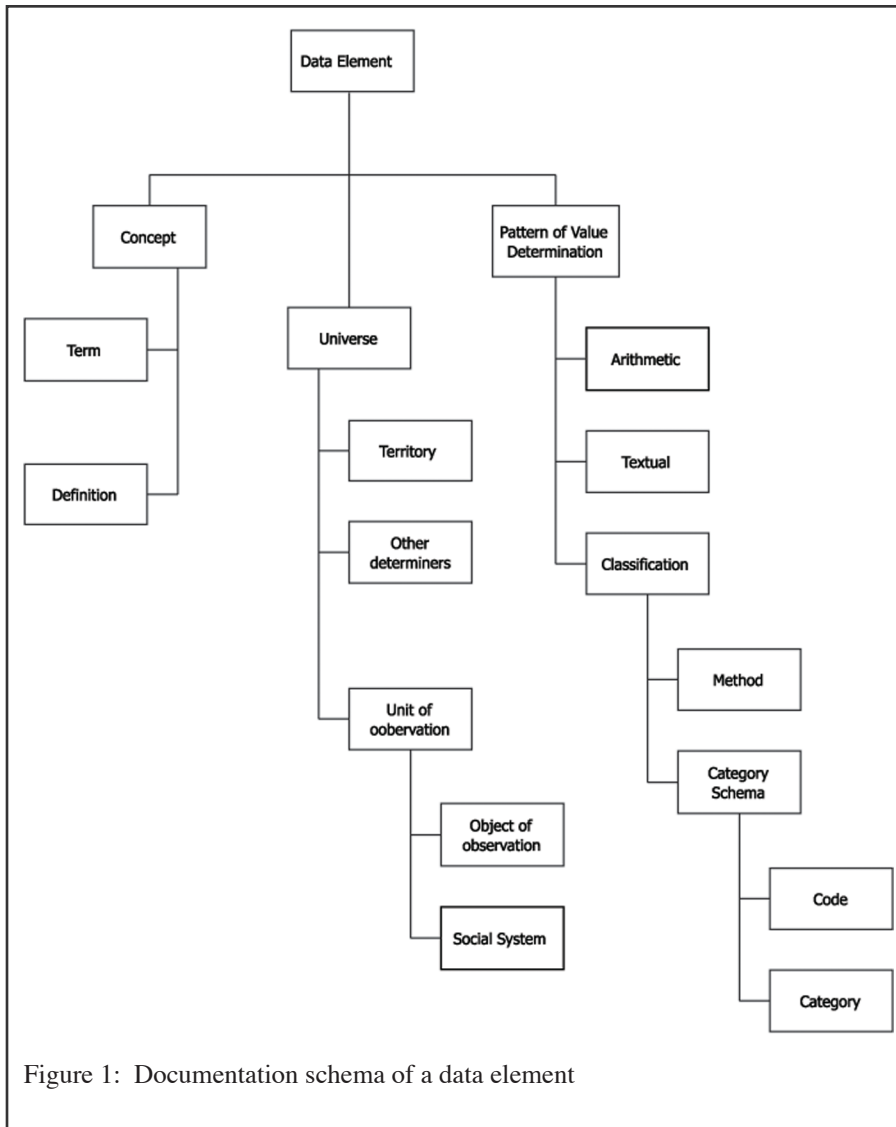 Data Element
Concept
Pattern of Value
Determination
Term
Universe
Arithmetic
Territory
Textual
Definition
Other
determiners
Classification
Unit of
oobervation
Method
Category
Schema
Object of
observation
Code
Social System
Category
Figure 1: Documentation schema of a data element